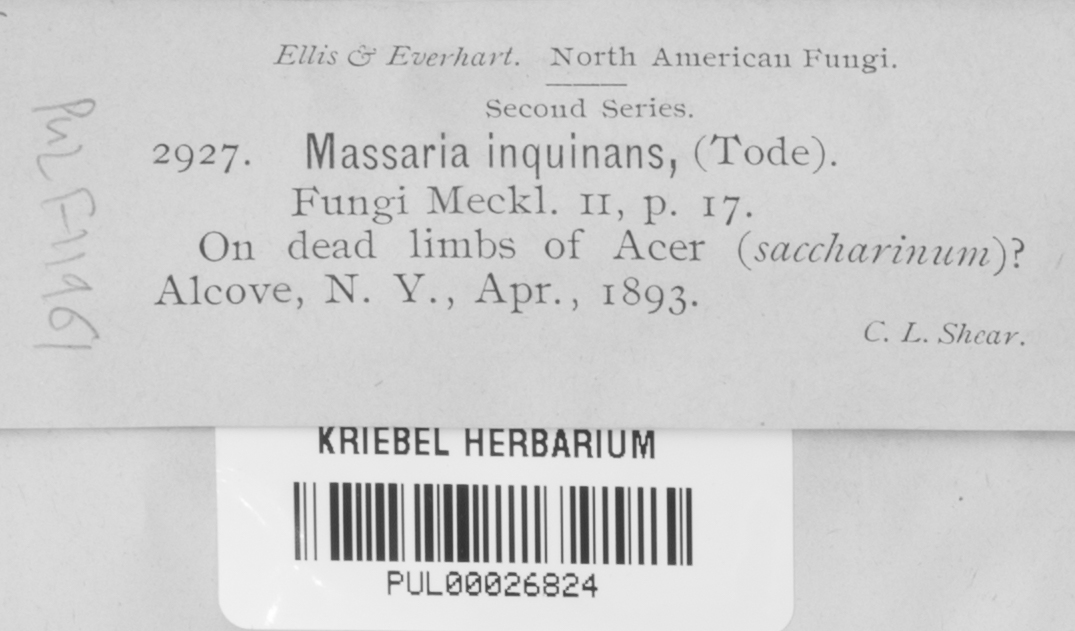 Ellis & Everhart. North American Fungi.
Second Series.
2927. Massaria inquinans, (Tode).
Fungi Meckl. II, p. 17.
On dead limbs of Acer (saccharinum)?
Alcove, N. Y., Apr., 1893.
C. L. Shear.
PUL F11961
KRIEBEL HERBARIUM
PUL00026824